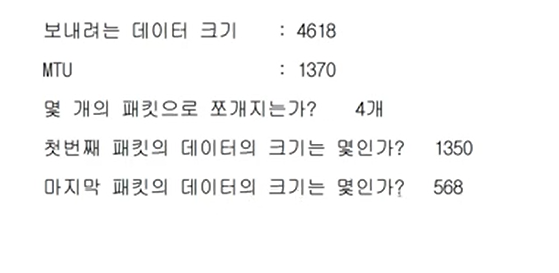 보내려는 데이터 크기 : 4618
MTU : 1370
몇 개의 패킷으로 쪼개지는가? 4개
첫번째 패킷의 데이터의 크기는 몇인가? 1350
마지막 패킷의 데이터의 크기는 몇인가? 568